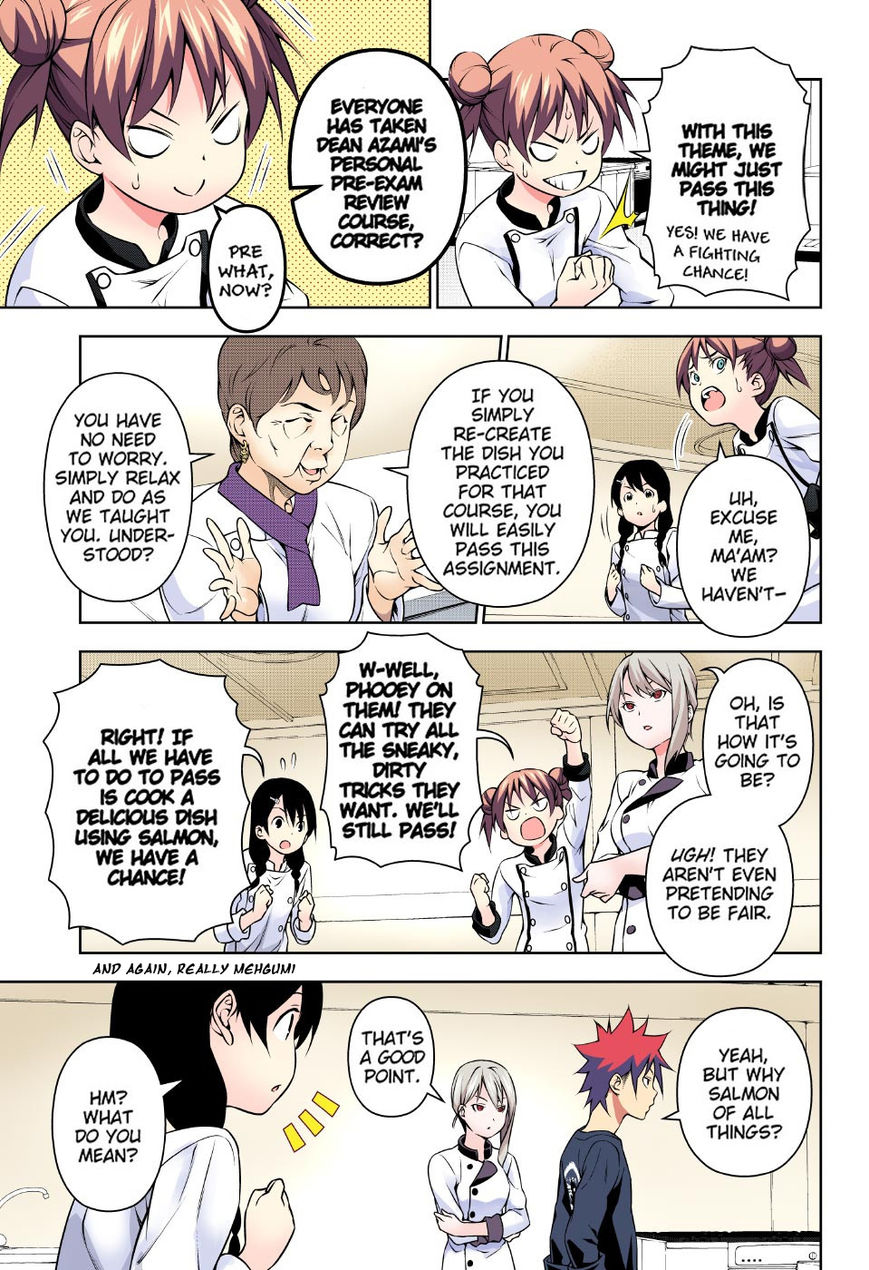 WITH THIS
THEME, WE
MIGHT JUST
PASS THIS
THING!
YES! WE HAVE
A FIGHTING
CHANCE!
EVERYONE
HAS TAKEN
DEAN AZAMI'S
PERSONAL
PRE-EXAM
REVIEW
COURSE,
CORRECT?
PRE
WHAT,
NOW?
UH,
EXCUSE
ME,
MA'AM?
WE
HAVEN'T–
IF YOU
SIMPLY
RE-CREATE
THE DISH YOU
PRACTICED
FOR THAT
COURSE, YOU
WILL EASILY
PASS THIS
ASSIGNMENT.
YOU HAVE
NO NEED
TO WORRY.
SIMPLY RELAX
AND DO AS
WE TAUGHT
YOU. UNDER-
STOOD?
OH, IS
THAT
HOW IT'S
GOING TO
BE?
UGH! THEY
AREN'T EVEN
PRETENDING
TO BE FAIR.
W-WELL,
PHOOEY ON
THEM! THEY
CAN TRY ALL
THE SNEAKY,
DIRTY
TRICKS THEY
WANT. WE'LL
STILL PASS!
RIGHT! IF
ALL WE HAVE
TO DO TO PASS
IS COOK A
DELICIOUS DISH
USING SALMON,
WE HAVE A
CHANCE!
AND AGAIN, REALLY MEHGUMI
YEAH,
BUT WHY
SALMON
OF ALL
THINGS?
THAT'S
A GOOD
POINT.
HM?
WHAT
DO YOU
MEAN?